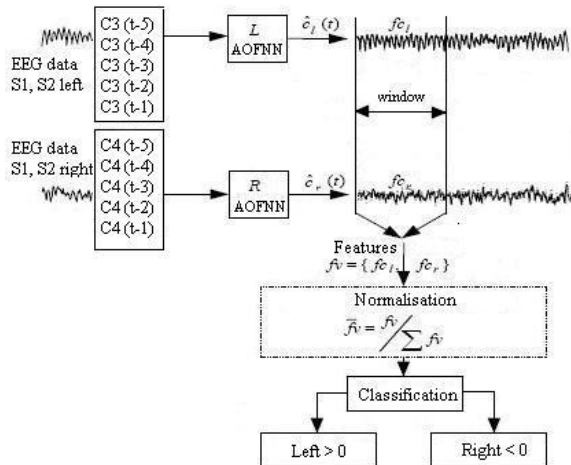 C3 (t-5)
C3 (t-4)
C3 (t-3)
C3 (t-2)
C3 (t-1)
EEG data
S1, S2 left
L
AOFNN
ĉ_l (t)
fc_l
window
EEG data
S1, S2 right
C4 (t-5)
C4 (t-4)
C4 (t-3)
C4 (t-2)
C4 (t-1)
R
AOFNN
ĉ_r (t)
Features
fv = { fc_l, fc_r }
Normalisation
f̅v̅ = fv / ∑ fv
Classification
Left > 0
Right < 0